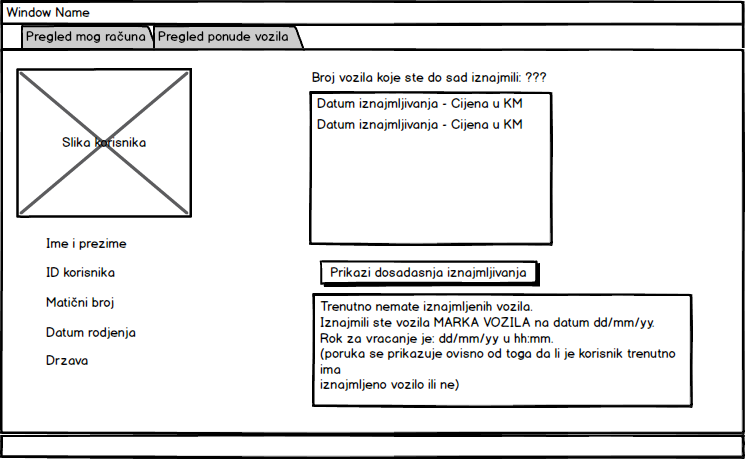 Window Name
Pregled mog računa
Pregled ponude vozila
Slika korisnika
Ime i prezime
ID korisnika
Matični broj
Datum rodjenja
Drzava
Broj vozila koje ste do sad iznajmili: ???
Datum iznajmljivanja - Cijena u KM
Datum iznajmljivanja - Cijena u KM
Prikazi dosadasnja iznajmljivanja
Trenutno nemate iznajmljenih vozila.
Iznajmili ste vozila MARKA VOZILA na datum dd/mm/yy.
Rok za vracanje je: dd/mm/yy u hh:mm.
(poruka se prikazuje ovisno od toga da li je korisnik trenutno
ima
iznajmljeno vozilo ili ne)